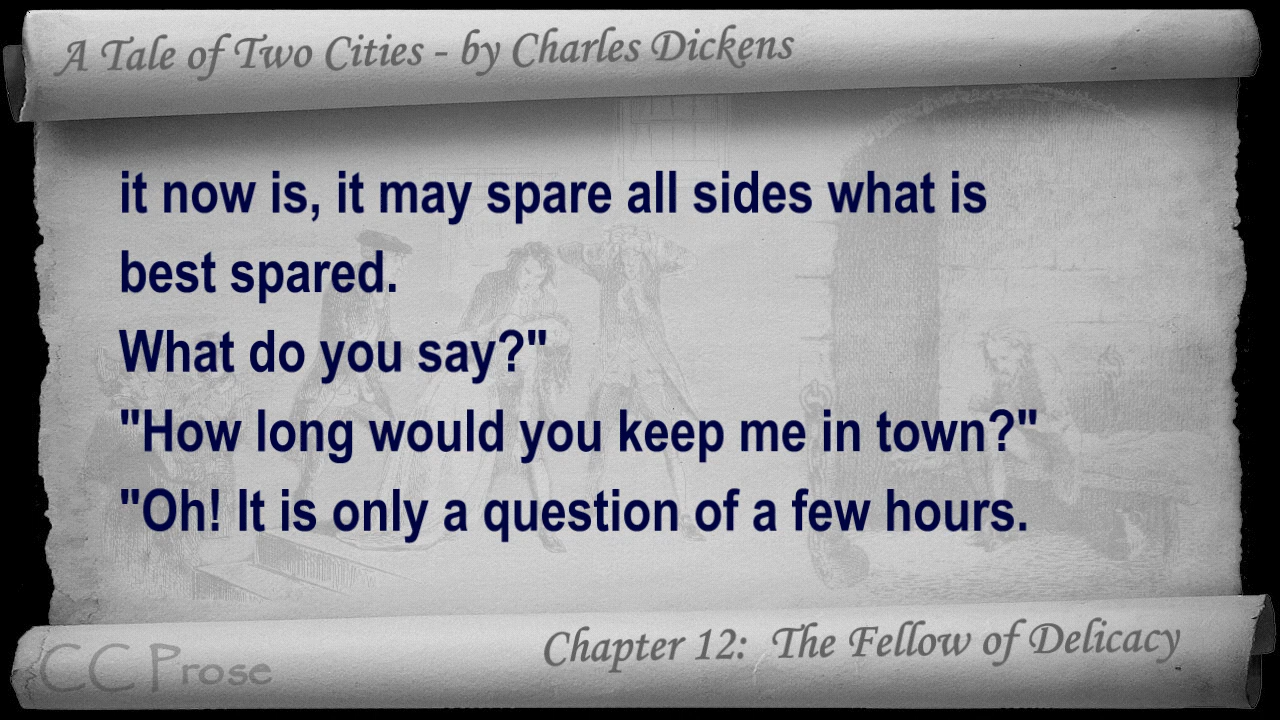 A Tale of Two Cities - by Charles Dickens
it now is, it may spare all sides what is
best spared.
What do you say?"
"How long would you keep me in town?"
"Oh! It is only a question of a few hours.
Chapter 12: The Fellow of Delicacy
CC Prose